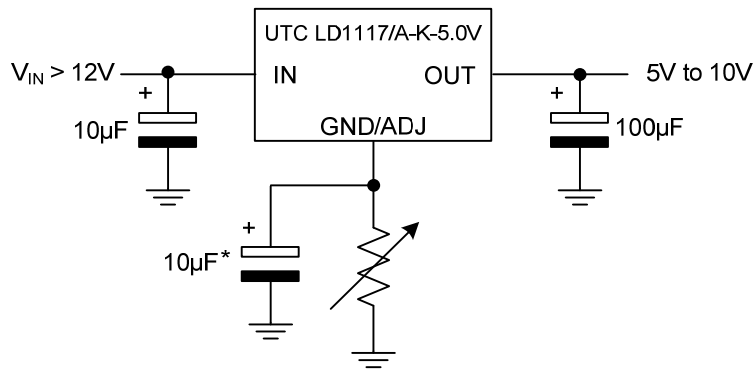 UTC LD1117/A-K-5.0V
V_IN > 12V
IN
OUT
5V to 10V
+
10µF
GND/ADJ
+
100µF
+
10µF*